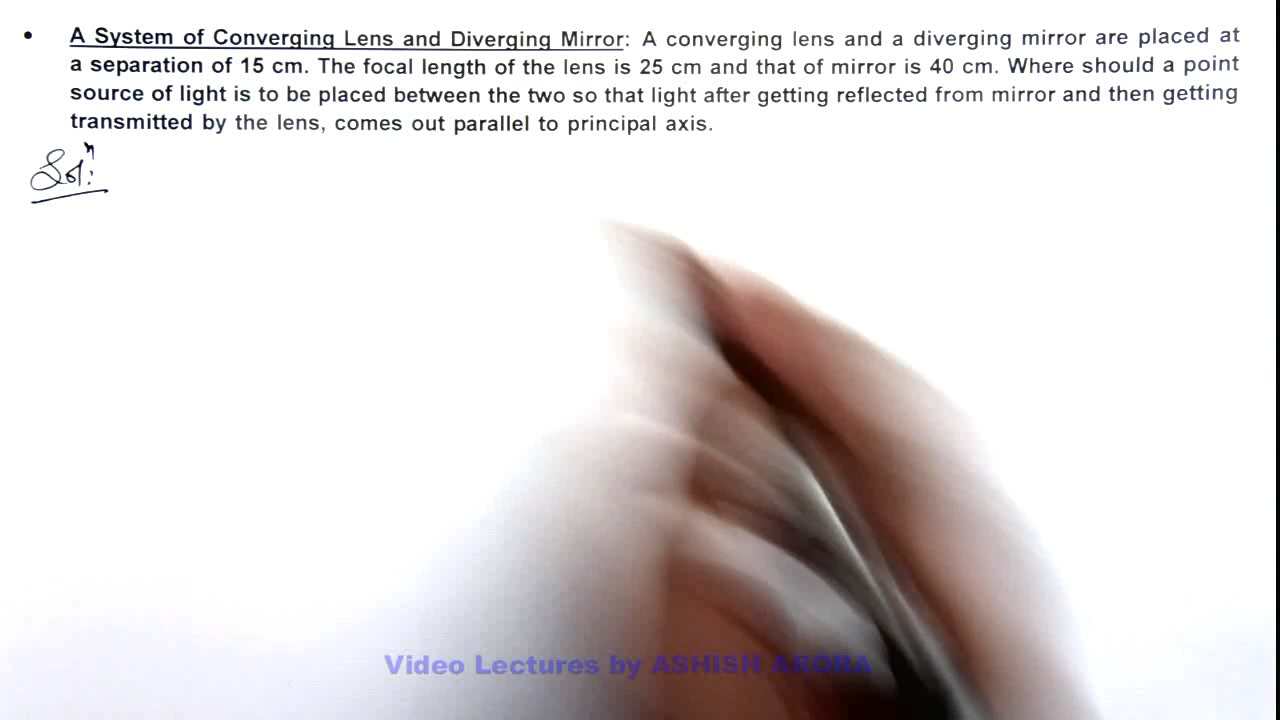 • A System of Converging Lens and Diverging Mirror: A converging lens and a diverging mirror are placed at
a separation of 15 cm. The focal length of the lens is 25 cm and that of mirror is 40 cm. Where should a point
source of light is to be placed between the two so that light after getting reflected from mirror and then getting
transmitted by the lens, comes out parallel to principal axis.
Solⁿ:
Video Lectures by ASHISH ARORA